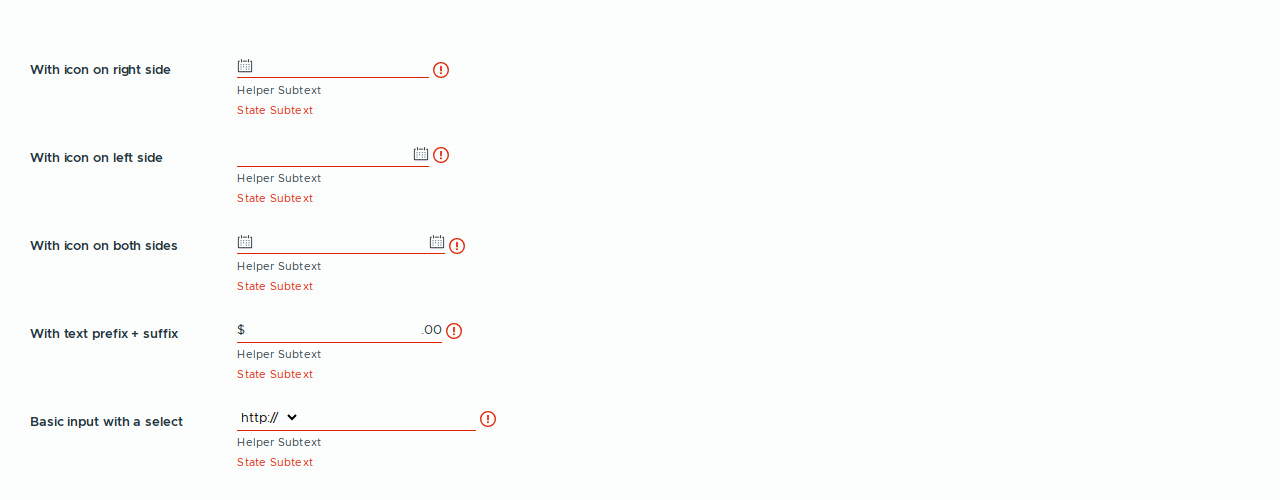 With icon on right side
Helper Subtext
State Subtext
With icon on left side
Helper Subtext
State Subtext
With icon on both sides
Helper Subtext
State Subtext
With text prefix + suffix $ .00
Helper Subtext
State Subtext
Basic input with a select http://
Helper Subtext
State Subtext